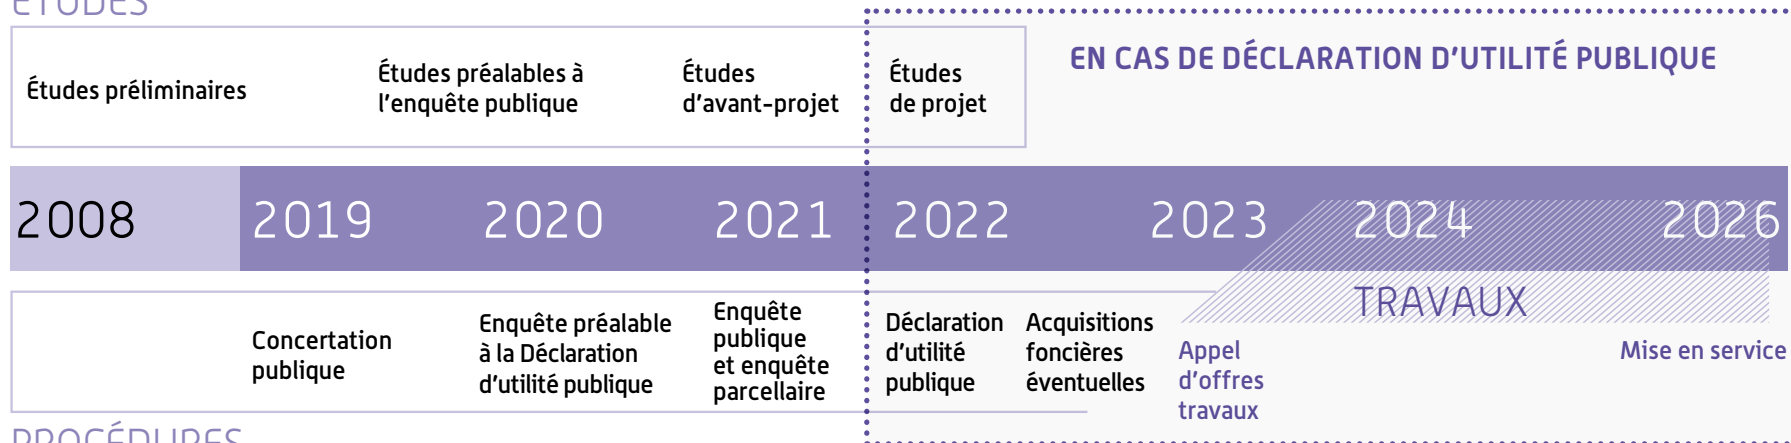 ÉTUDES
EN CAS DE DÉCLARATION D'UTILITÉ PUBLIQUE
Études préliminaires
Études préalables à
l'enquête publique
Études
d'avant-projet
Études
de projet
2008 2019 2020 2021 2022 2023 2024 2026
TRAVAUX
Concertation
publique
Enquête préalable
à la Déclaration
d'utilité publique
Enquête
publique
et enquête
parcellaire
Déclaration
d'utilité
publique
Acquisitions
foncières
éventuelles
Appel
d'offres
travaux
Mise en service
PROCÉDURES